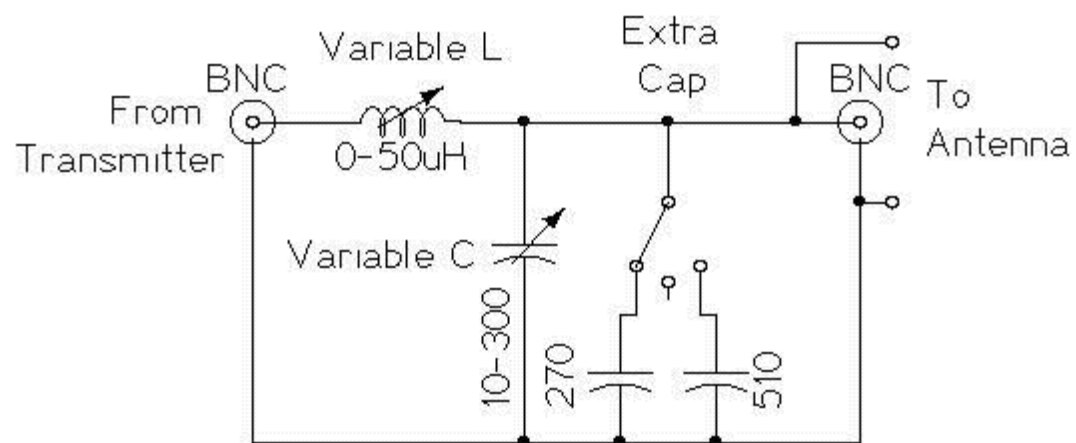 Variable L
Extra
Cap
BNC
BNC
From
Transmitter
To
Antenna
0-50uH
Variable C
10-300
270
510